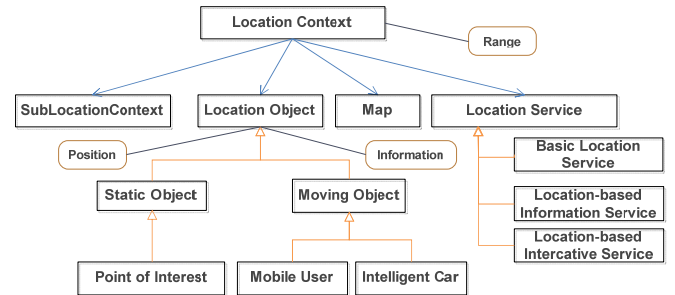 Location Context
Range
SubLocationContext
Location Object
Map
Location Service
Position
Information
Basic Location
Service
Static Object
Moving Object
Location-based
Information Service
Location-based
Intercative Service
Point of Interest
Mobile User
Intelligent Car